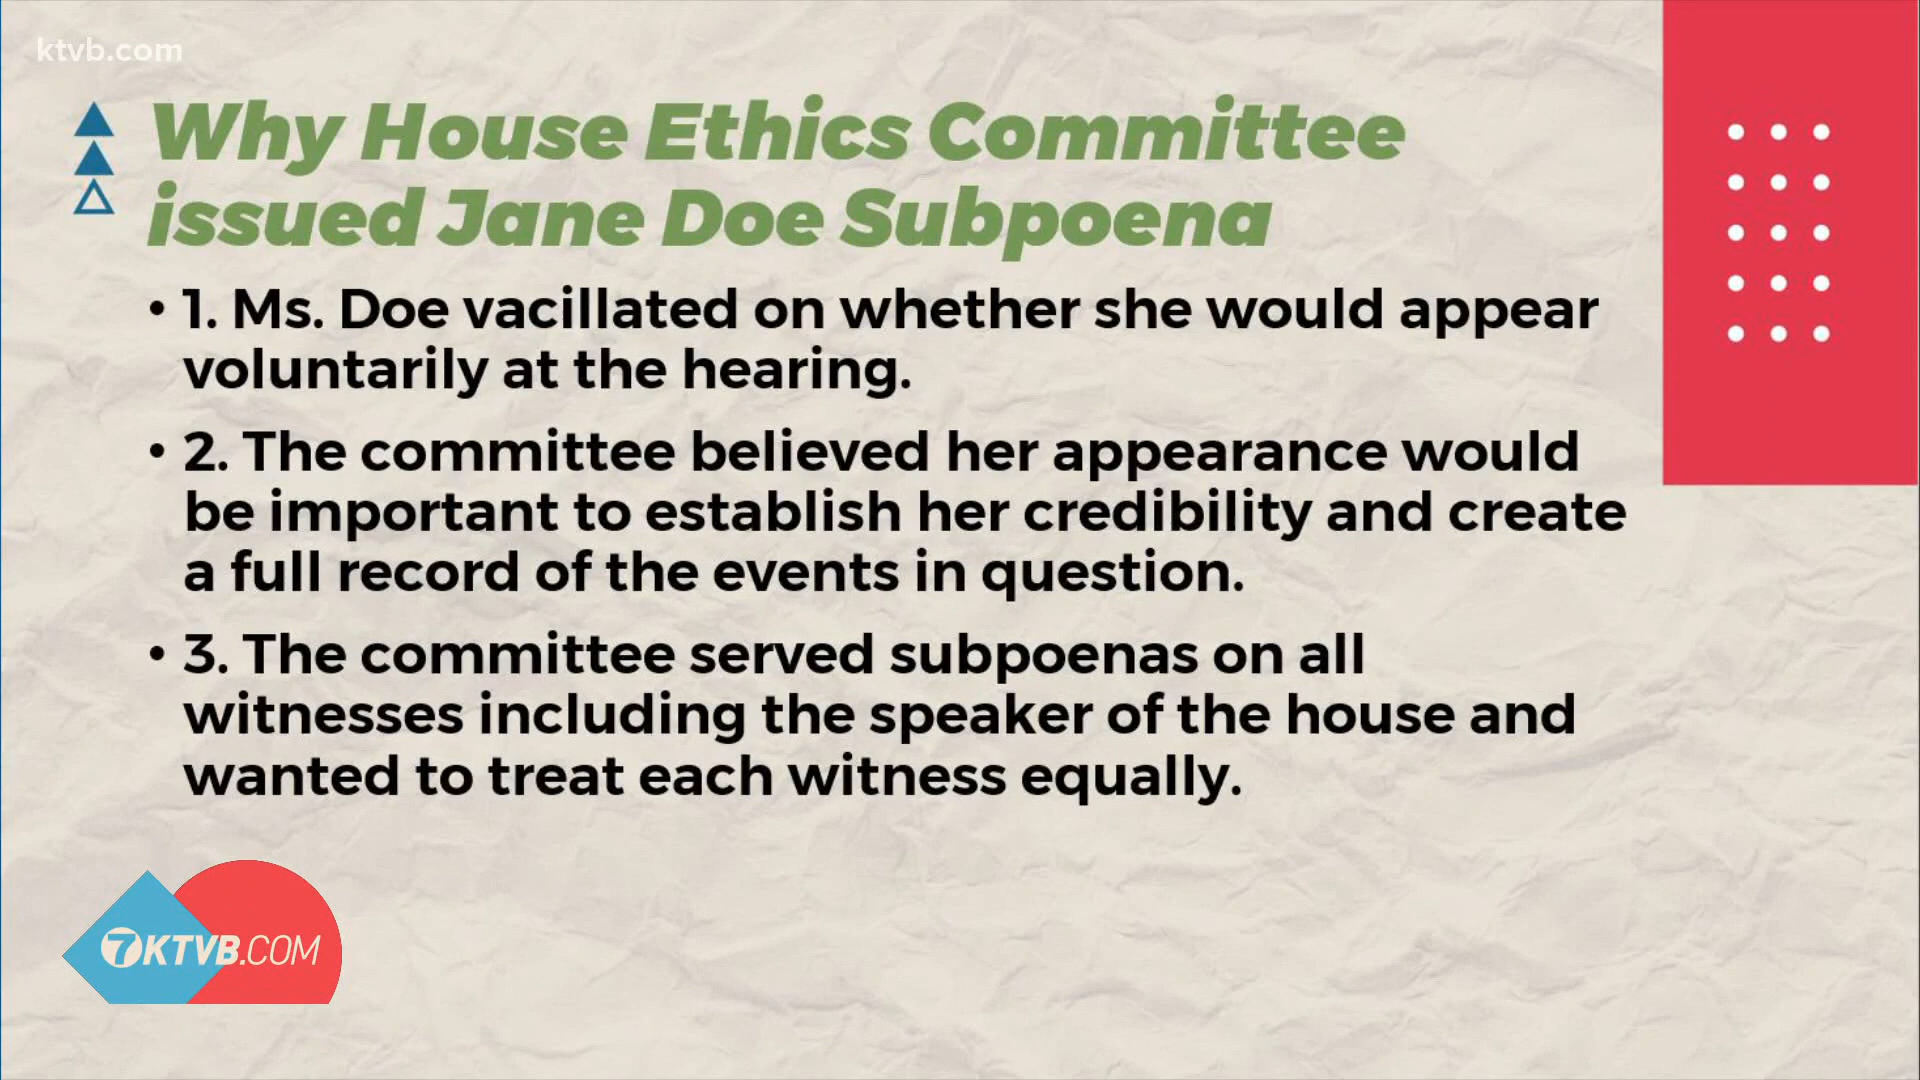 ktvb.com
Why House Ethics Committee
issued Jane Doe Subpoena
• 1. Ms. Doe vacillated on whether she would appear
voluntarily at the hearing.
• 2. The committee believed her appearance would
be important to establish her credibility and create
a full record of the events in question.
• 3. The committee served subpoenas on all
witnesses including the speaker of the house and
wanted to treat each witness equally.
7KTVB.COM